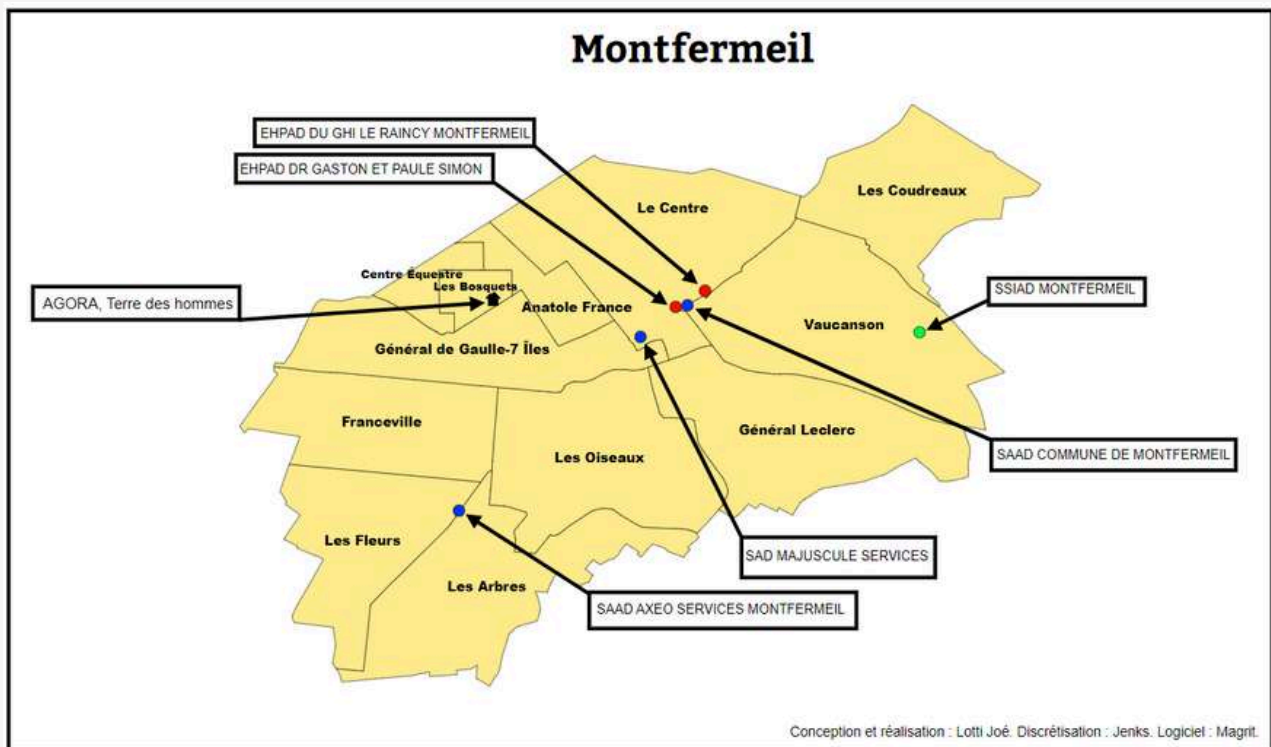 Montfermeil
EHPAD DU GHI LE RAINCY MONTFERMEIL
EHPAD DR GASTON ET PAULE SIMON
Les Coudreaux
Le Centre
Centre Équestre
Les Bosquets
AGORA, Terre des hommes
Anatole France
SSIAD MONTFERMEIL
Vaucanson
Général de Gaulle-7 Îles
Franceville
Général Leclerc
Les Oiseaux
SAAD COMMUNE DE MONTFERMEIL
Les Fleurs
SAD MAJUSCULE SERVICES
Les Arbres
SAAD AXEO SERVICES MONTFERMEIL
Conception et réalisation : Lotti Joé. Discrétisation : Jenks. Logiciel : Magrit.